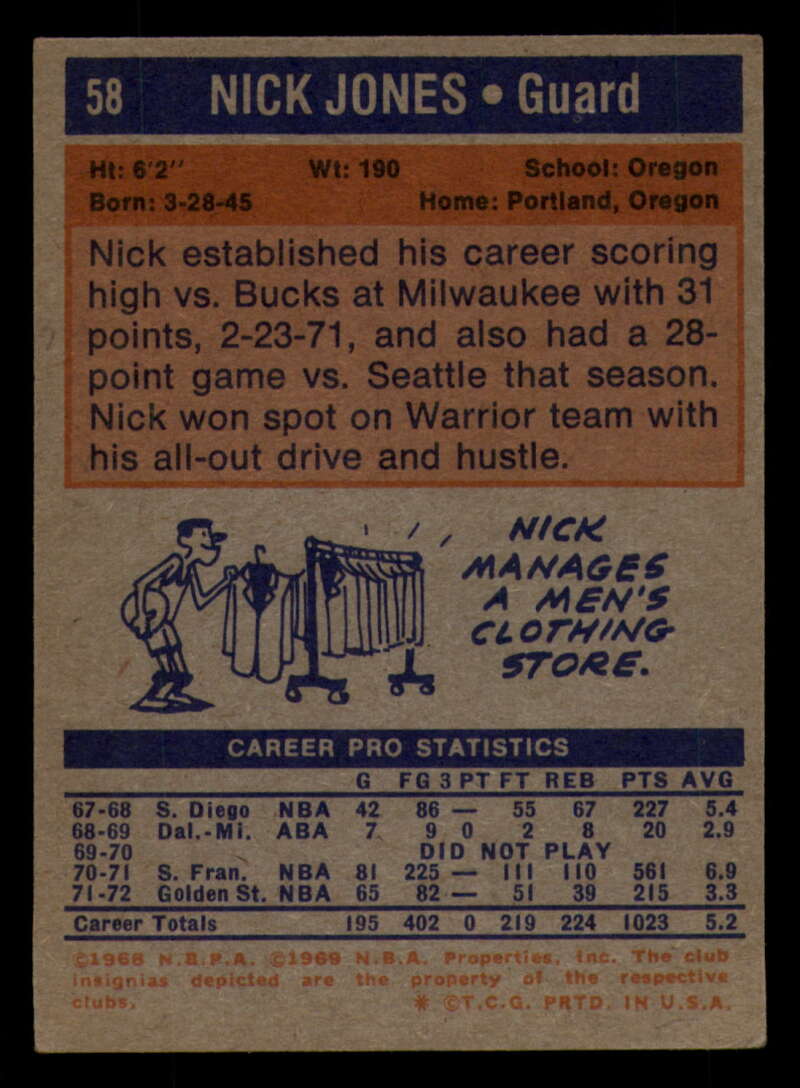 58 NICK JONES • Guard
Ht: 6'2" Wt: 190 School: Oregon
Born: 3-28-45 Home: Portland, Oregon
Nick established his career scoring
high vs. Bucks at Milwaukee with 31
points, 2-23-71, and also had a 28-
point game vs. Seattle that season.
Nick won spot on Warrior team with
his all-out drive and hustle.
NICK
MANAGES
A MEN'S
CLOTHING
STORE.
CAREER PRO STATISTICS
G FG 3 PT FT REB PTS AVG
67-68 S. Diego NBA 42 86 — 55 67 227 5.4
68-69 Dal.-Mi. ABA 7 9 0 2 8 20 2.9
69-70 DID NOT PLAY
70-71 S. Fran. NBA 81 225 — 111 110 561 6.9
71-72 Golden St. NBA 65 82 — 51 39 215 3.3
Career Totals 195 402 0 219 224 1023 5.2
©1968 N.B.P.A. ©1969 N.B.A. Properties, Inc. The club
insignias depicted are the property of the respective
clubs. * ©T.C.G. PRTD. IN U.S.A.